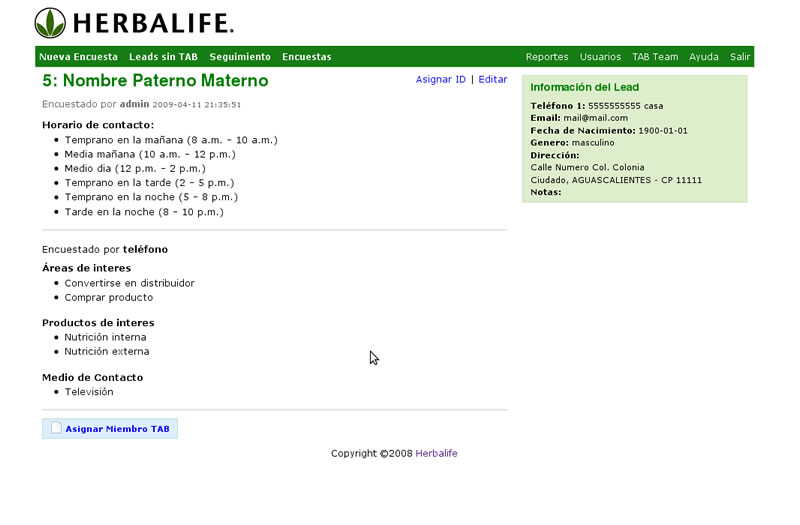 HERBALIFE.
Nueva Encuesta Leads sin TAB Seguimiento Encuestas Reportes Usuarios TAB Team Ayuda Salir
5: Nombre Paterno Materno
Asignar ID | Editar
Encuestado por admin 2009-04-11 21:35:51
Horario de contacto:
• Temprano en la mañana (8 a.m. – 10 a.m.)
• Media mañana (10 a.m. – 12 p.m.)
• Medio dia (12 p.m. – 2 p.m.)
• Temprano en la tarde (2 – 5 p.m.)
• Temprano en la noche (5 – 8 p.m.)
• Tarde en la noche (8 – 10 p.m.)
Encuestado por teléfono
Áreas de interes
• Convertirse en distribuidor
• Comprar producto
Productos de interes
• Nutrición interna
• Nutrición externa
Medio de Contacto
• Televisión
Asignar Miembro TAB
Información del Lead
Teléfono 1: 5555555555 casa
Email: mail@mail.com
Fecha de Nacimiento: 1900-01-01
Genero: masculino
Dirección:
Calle Numero Col. Colonia
Ciudado, AGUASCALIENTES - CP 11111
Notas:
Copyright ©2008 Herbalife